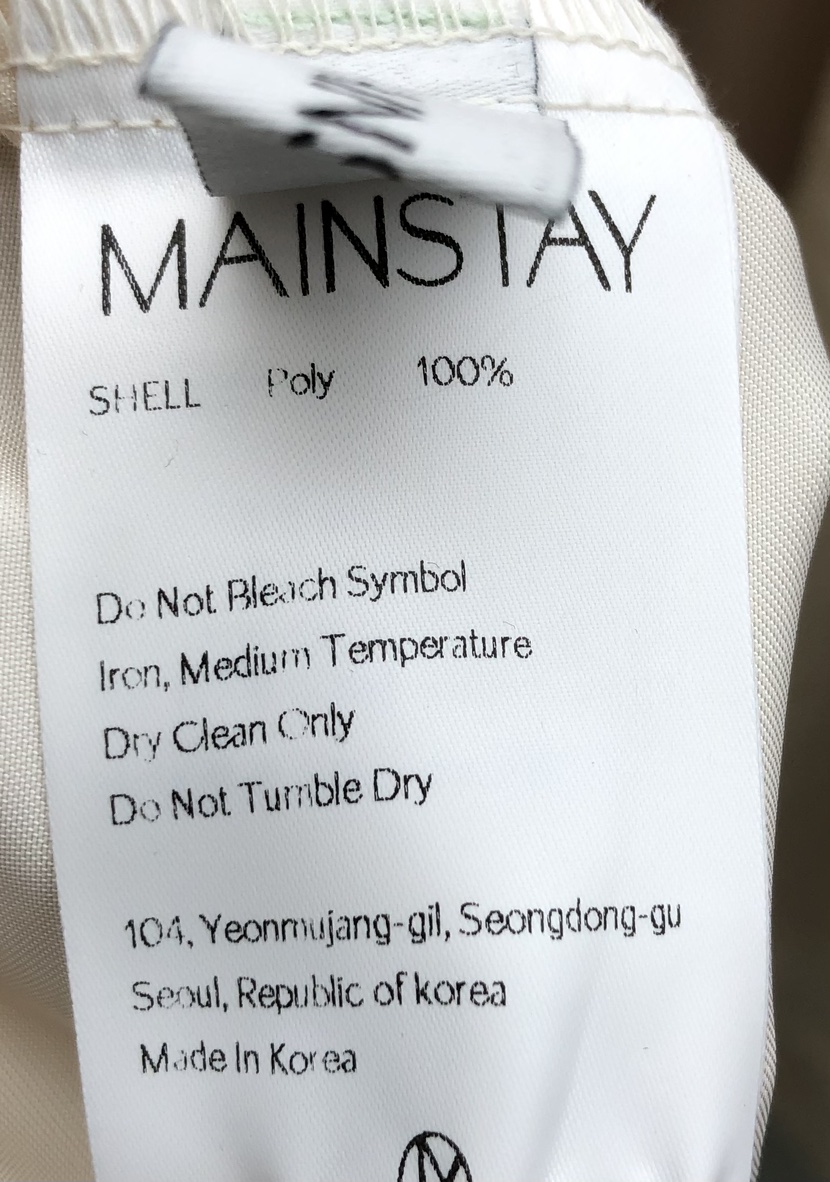 MAINSTAY
SHELL Poly 100%
Do Not Bleach Symbol
Iron, Medium Temperature
Dry Clean Only
Do Not Tumble Dry
104, Yeonmujang-gil, Seongdong-gu
Seoul, Republic of korea
Made In Korea